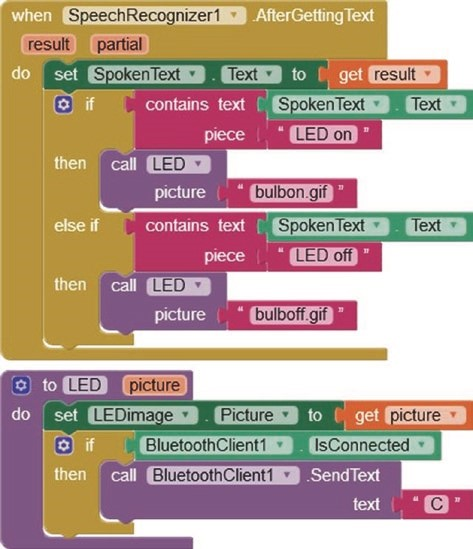 when SpeechRecognizer1 .AfterGettingText
result partial
do set SpokenText . Text to get result
if contains text SpokenText . Text
piece " LED on "
then call LED
picture " bulbon.gif "
else if contains text SpokenText . Text
piece " LED off "
then call LED
picture " bulboff.gif "
to LED picture
do set LEDimage . Picture to get picture
if BluetoothClient1 . IsConnected
then call BluetoothClient1 .SendText
text " C "